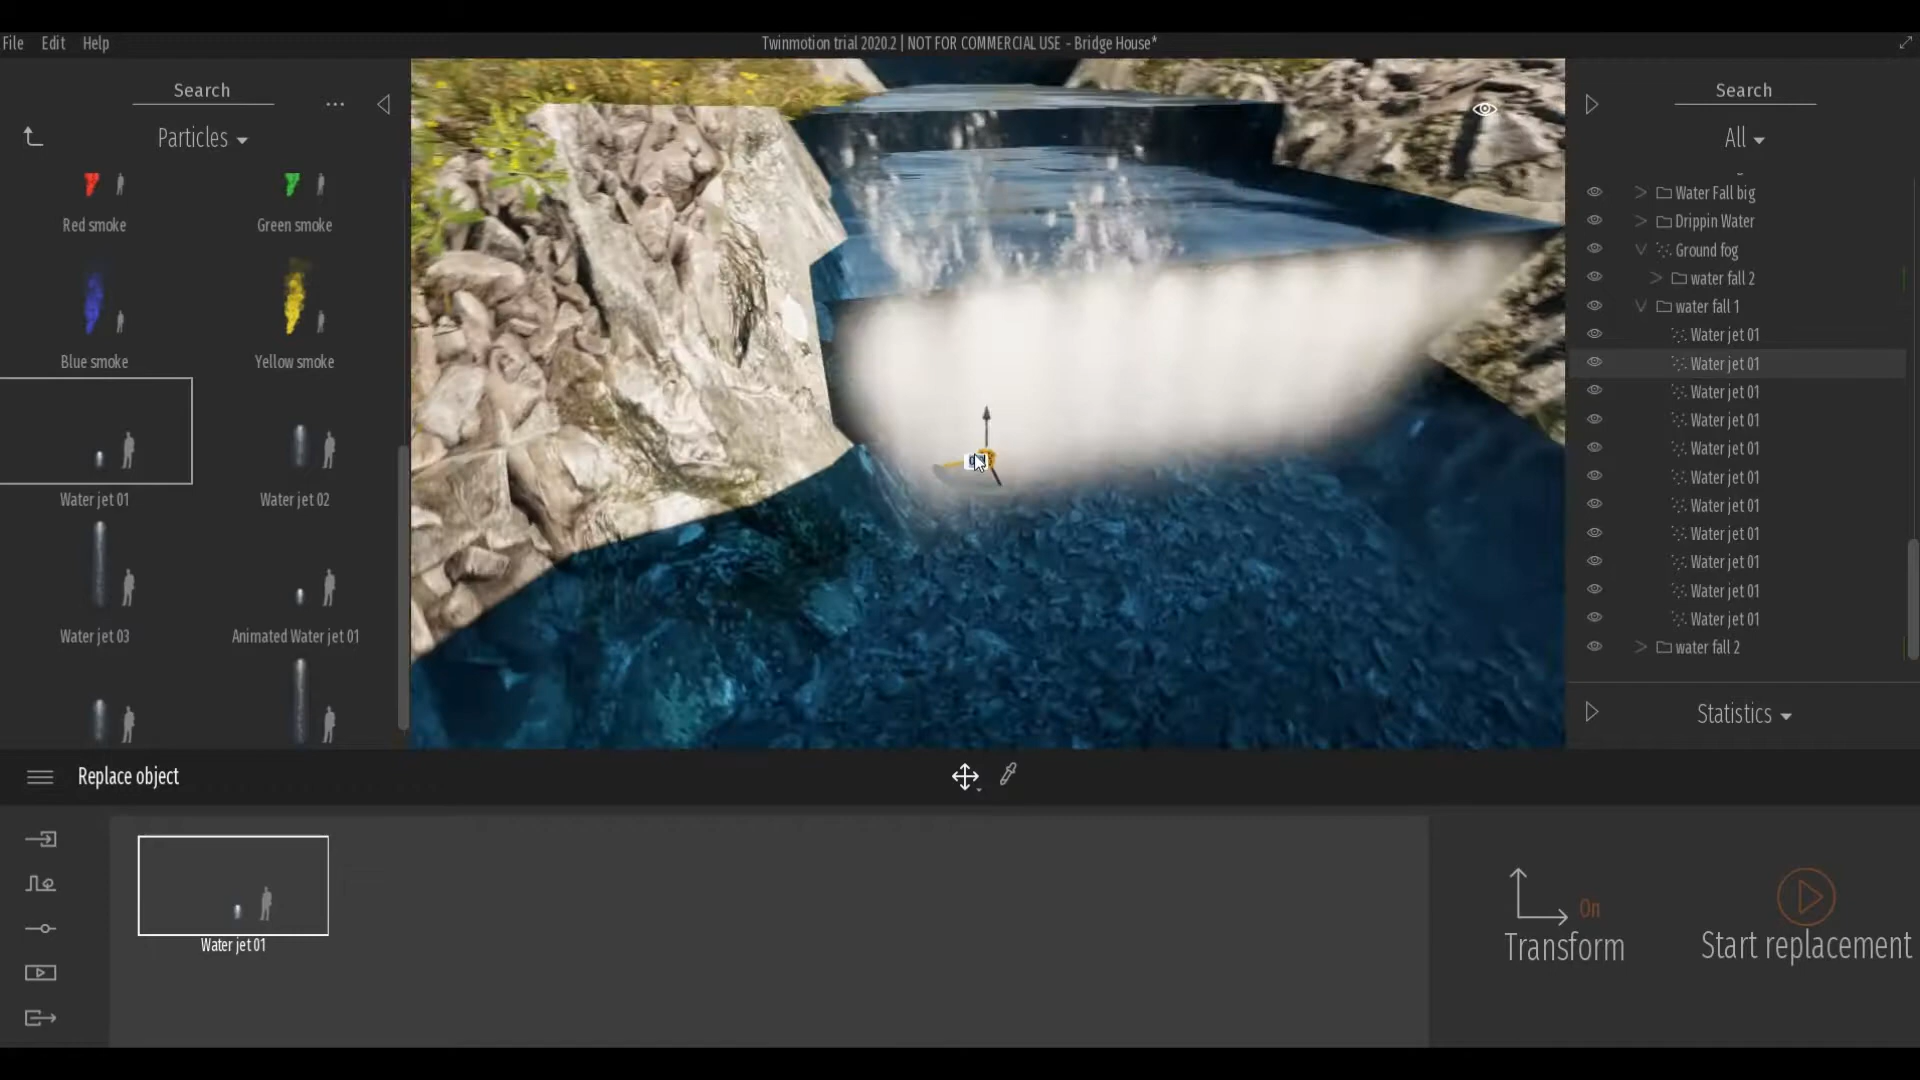 File Edit Help
Twinmotion trial 2020.2 | NOT FOR COMMERCIAL USE - Bridge House*
Search
Particles
Red smoke
Green smoke
Blue smoke
Yellow smoke
Water jet 01
Water jet 02
Water jet 03
Animated Water jet 01
Search
All
Water Fall big
Drippin Water
Ground fog
water fall 2
water fall 1
Water jet 01
Water jet 01
Water jet 01
Water jet 01
Water jet 01
Water jet 01
Water jet 01
Water jet 01
Water jet 01
Water jet 01
Water jet 01
water fall 2
Statistics
Replace object
Water jet 01
On
Transform
Start replacement